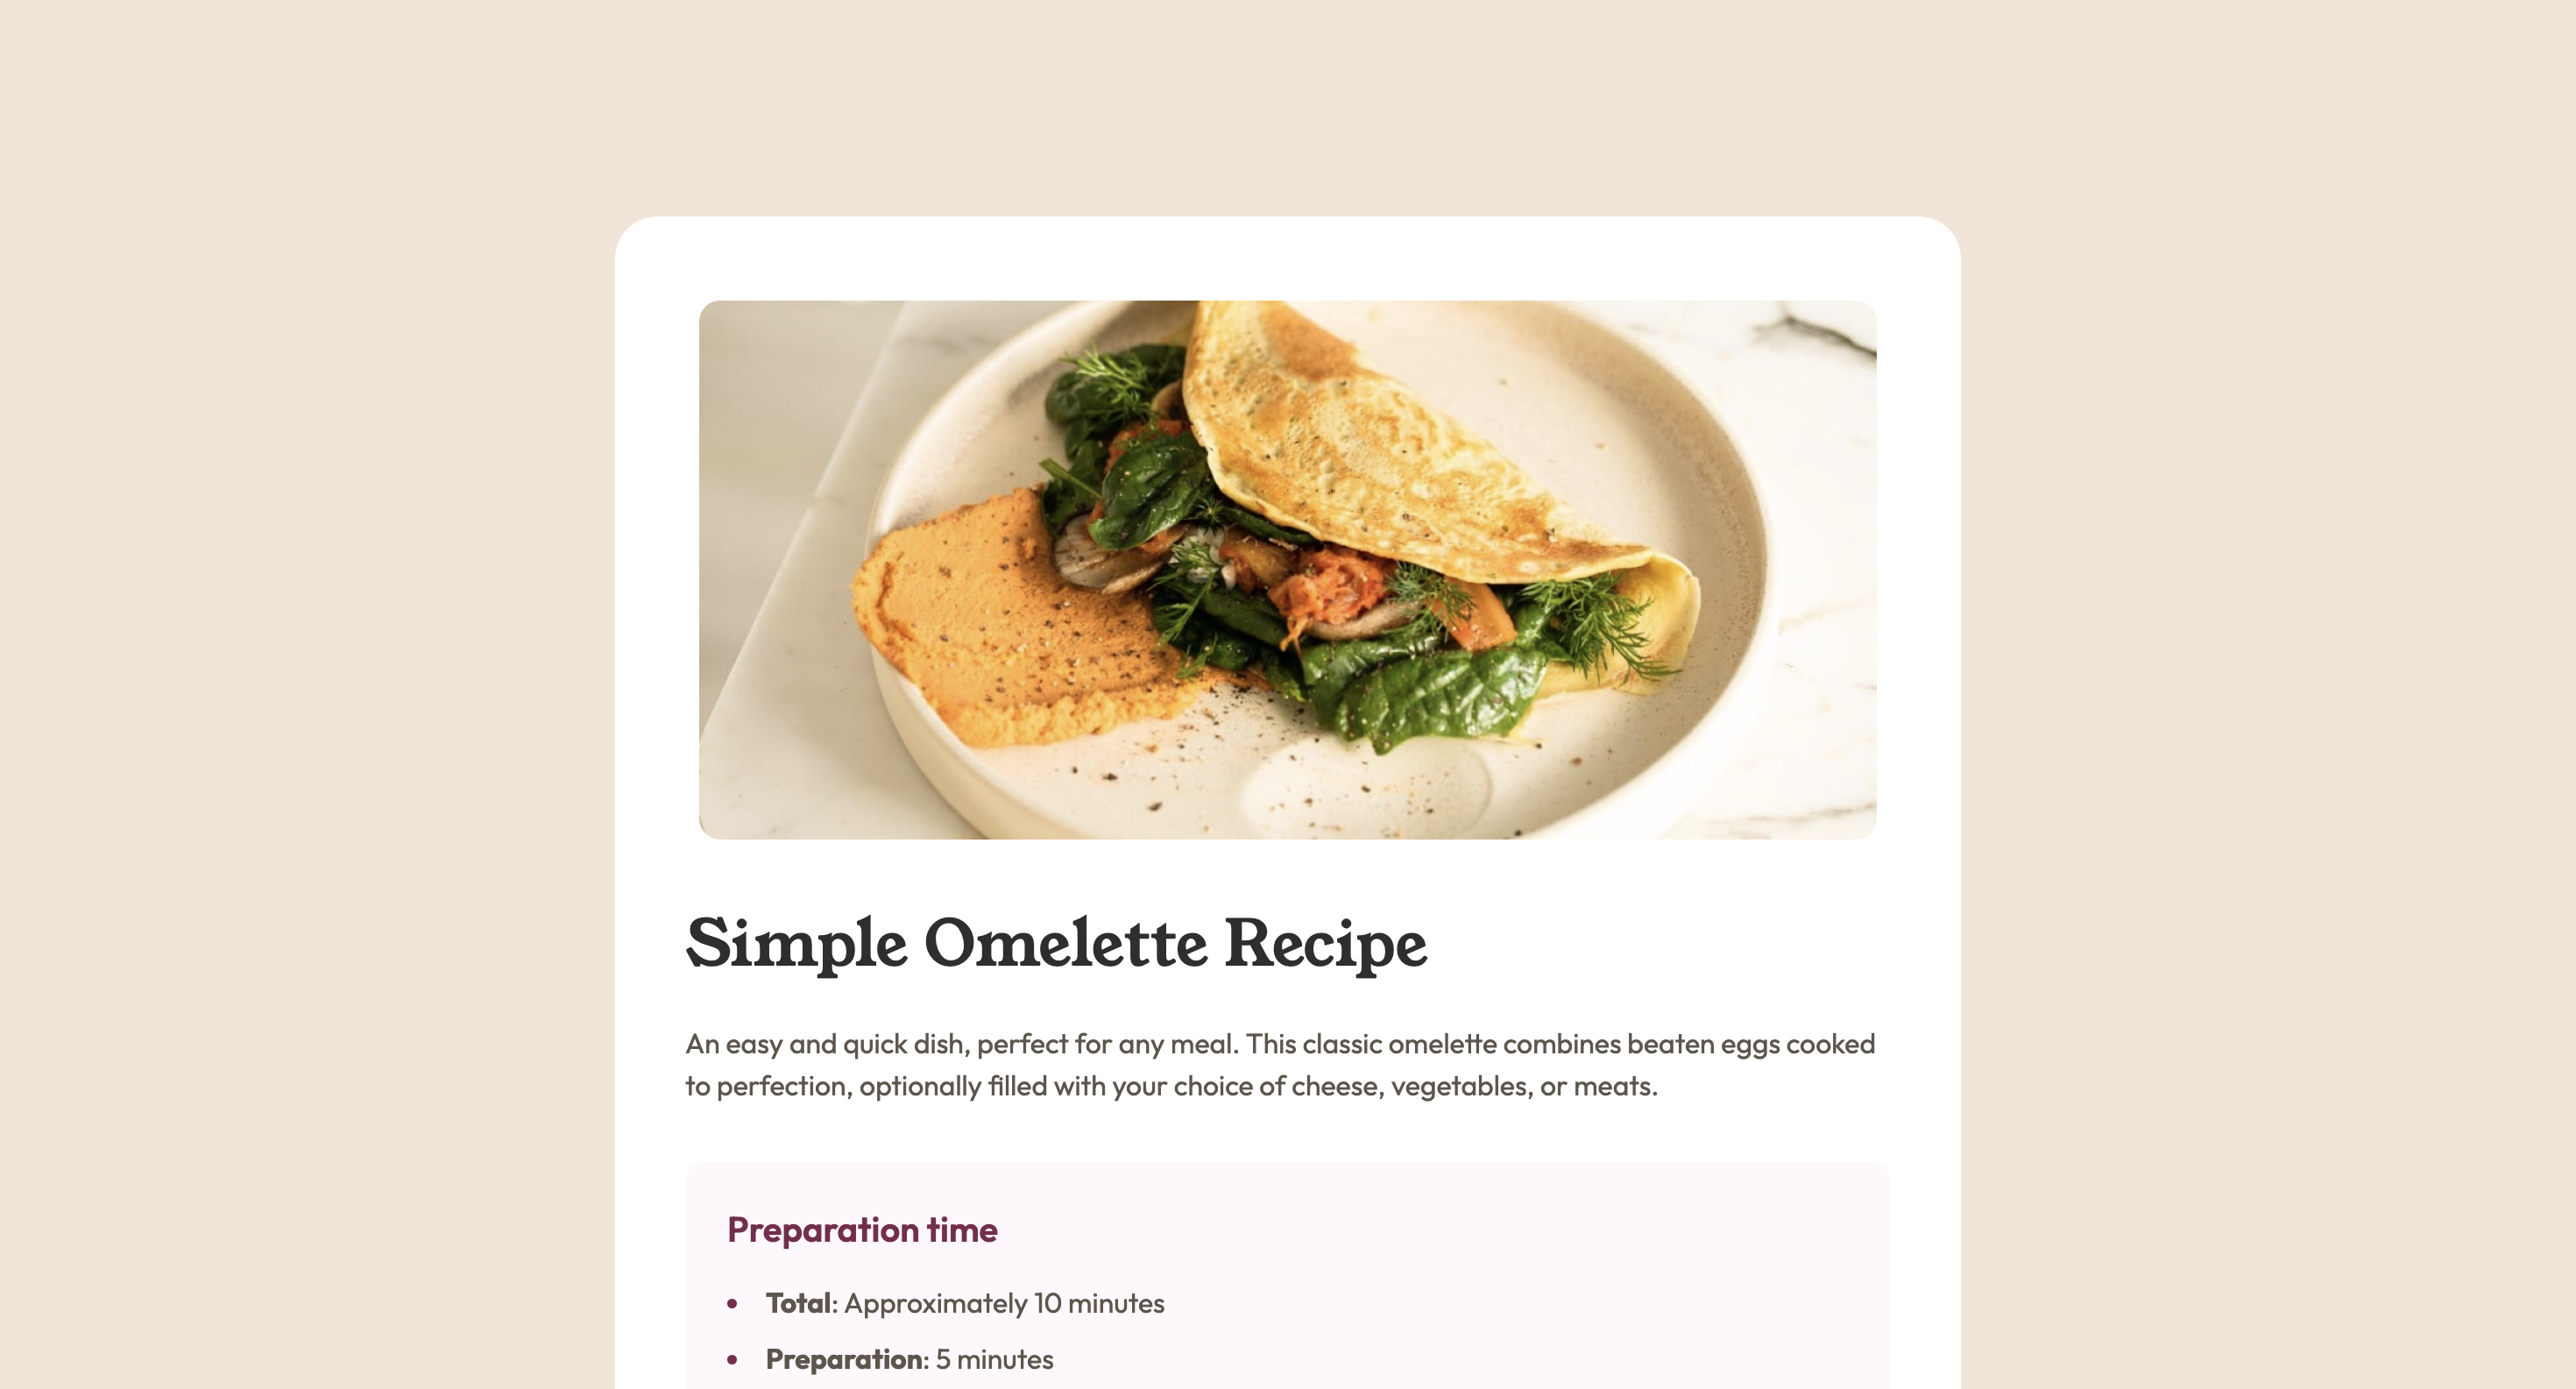 Simple Omelette Recipe
An easy and quick dish, perfect for any meal. This classic omelette combines beaten eggs cooked
to perfection, optionally filled with your choice of cheese, vegetables, or meats.
Preparation time
• Total: Approximately 10 minutes
• Preparation: 5 minutes